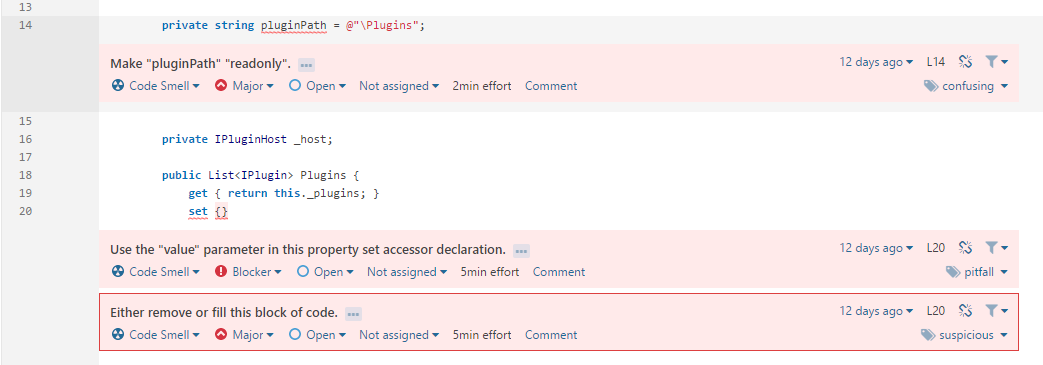 13
14 private string pluginPath = @"\Plugins";
Make "pluginPath" "readonly". ...
12 days ago L14
Code Smell Major Open Not assigned 2min effort Comment
confusing
15
16 private IPluginHost _host;
17
18 public List<IPlugin> Plugins {
19 get { return this._plugins; }
20 set {}
Use the "value" parameter in this property set accessor declaration. ...
12 days ago L20
Code Smell Blocker Open Not assigned 5min effort Comment
pitfall
Either remove or fill this block of code. ...
12 days ago L20
Code Smell Major Open Not assigned 5min effort Comment
suspicious